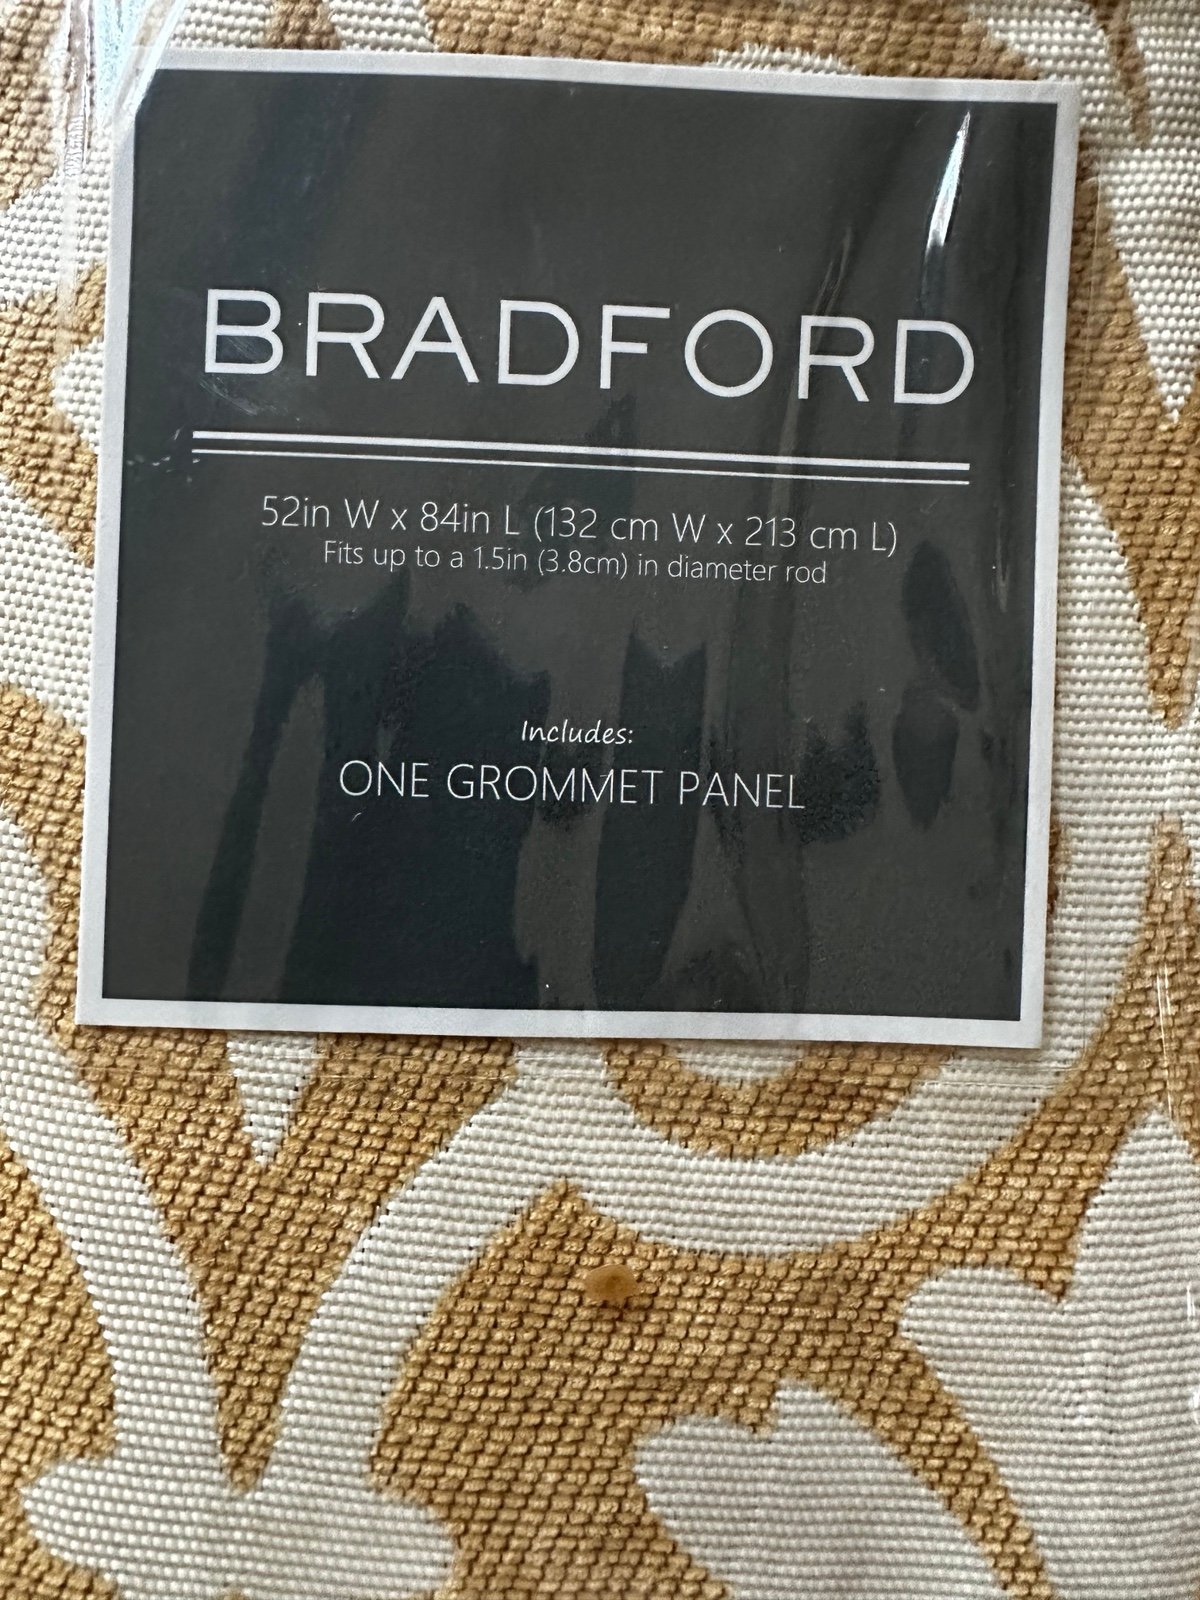 BRADFORD
52in W x 84in L (132 cm W x 213 cm L)
Fits up to a 1.5in (3.8cm) in diameter rod
Includes:
ONE GROMMET PANEL